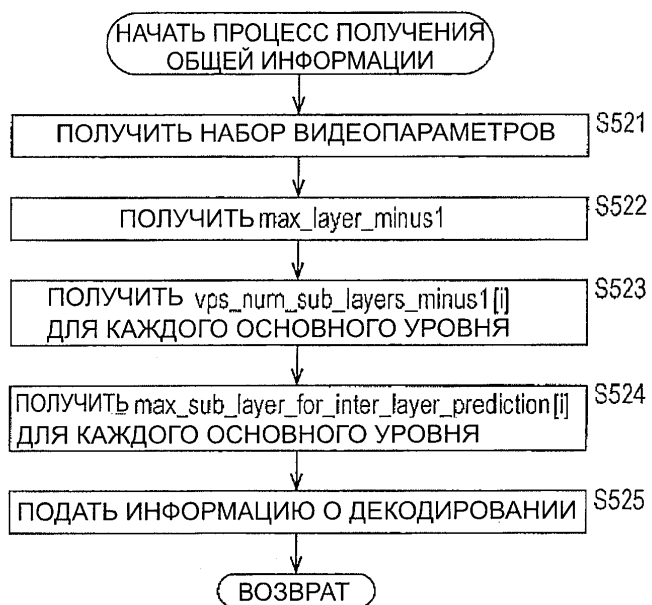 НАЧАТЬ ПРОЦЕСС ПОЛУЧЕНИЯ
ОБЩЕЙ ИНФОРМАЦИИ
ПОЛУЧИТЬ НАБОР ВИДЕОПАРАМЕТРОВ
S521
ПОЛУЧИТЬ max_layer_minus1
S522
ПОЛУЧИТЬ vps_num_sub_layers_minus1[i]
ДЛЯ КАЖДОГО ОСНОВНОГО УРОВНЯ
S523
ПОЛУЧИТЬ max_sub_layer_for_inter_layer_prediction[i]
ДЛЯ КАЖДОГО ОСНОВНОГО УРОВНЯ
S524
ПОДАТЬ ИНФОРМАЦИЮ О ДЕКОДИРОВАНИИ
S525
ВОЗВРАТ